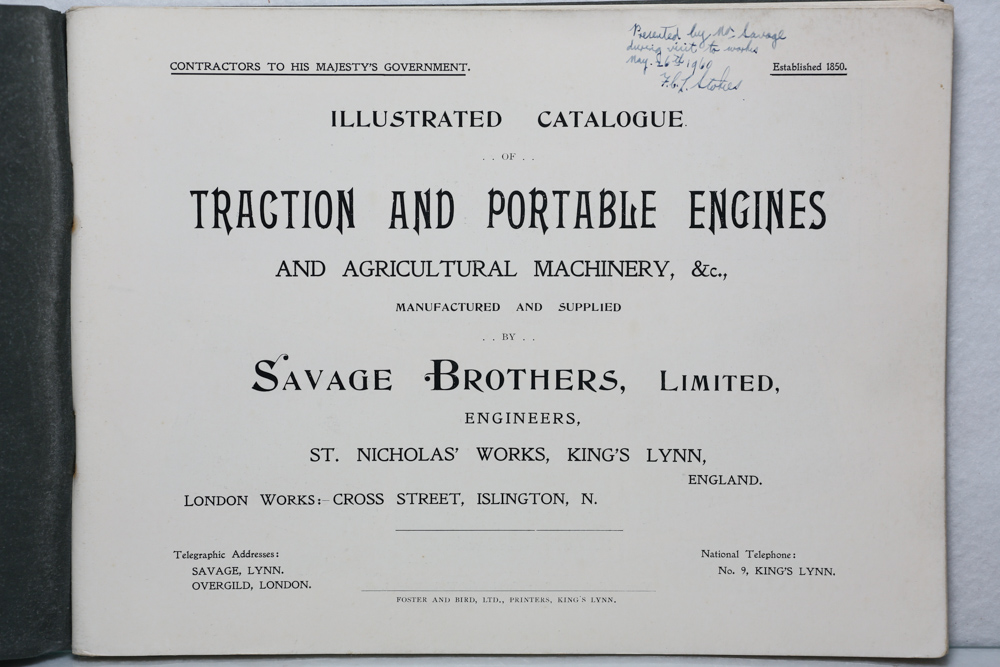 Presented by Mr. Savage
during visit to works
May. 26th 1960
F.C.L. Stokes
CONTRACTORS TO HIS MAJESTY'S GOVERNMENT.
Established 1850.
ILLUSTRATED CATALOGUE
. . OF . .
TRACTION AND PORTABLE ENGINES
AND AGRICULTURAL MACHINERY, &c.,
MANUFACTURED AND SUPPLIED
. . BY . .
SAVAGE BROTHERS, LIMITED,
ENGINEERS,
ST. NICHOLAS' WORKS, KING'S LYNN,
ENGLAND.
LONDON WORKS:- CROSS STREET, ISLINGTON, N.
Telegraphic Addresses:
SAVAGE, LYNN.
OVERGILD, LONDON.
National Telephone:
No. 9, KING'S LYNN.
FOSTER AND BIRD, LTD., PRINTERS, KING'S LYNN.